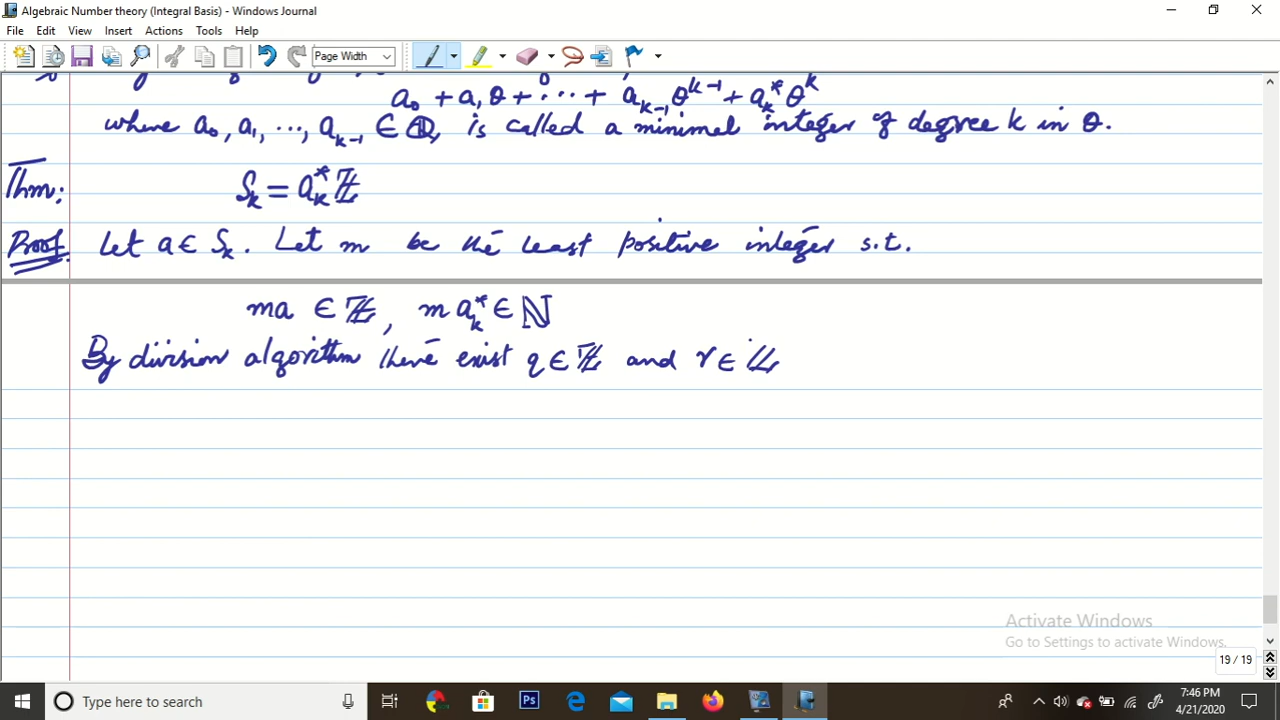 Algebraic Number theory (Integral Basis) - Windows Journal
File Edit View Insert Actions Tools Help
Page Width
a₀ + a₁θ + ... + aₖ₋₁θᵏ⁻¹ + aₖ*θᵏ
where a₀, a₁, ..., aₖ₋₁ ∈ ℚ, is called a minimal integer of degree k in θ.
Thm: Sₖ = aₖ*ℤ
Proof Let a ∈ Sₖ. Let m be the least positive integer s.t.
ma ∈ ℤ, m aₖ* ∈ ℕ
By division algorithm there exist q ∈ ℤ and r ∈ ℤ
Activate Windows
Go to Settings to activate Windows.
19 / 19
Type here to search
Ps
7:46 PM
4/21/2020